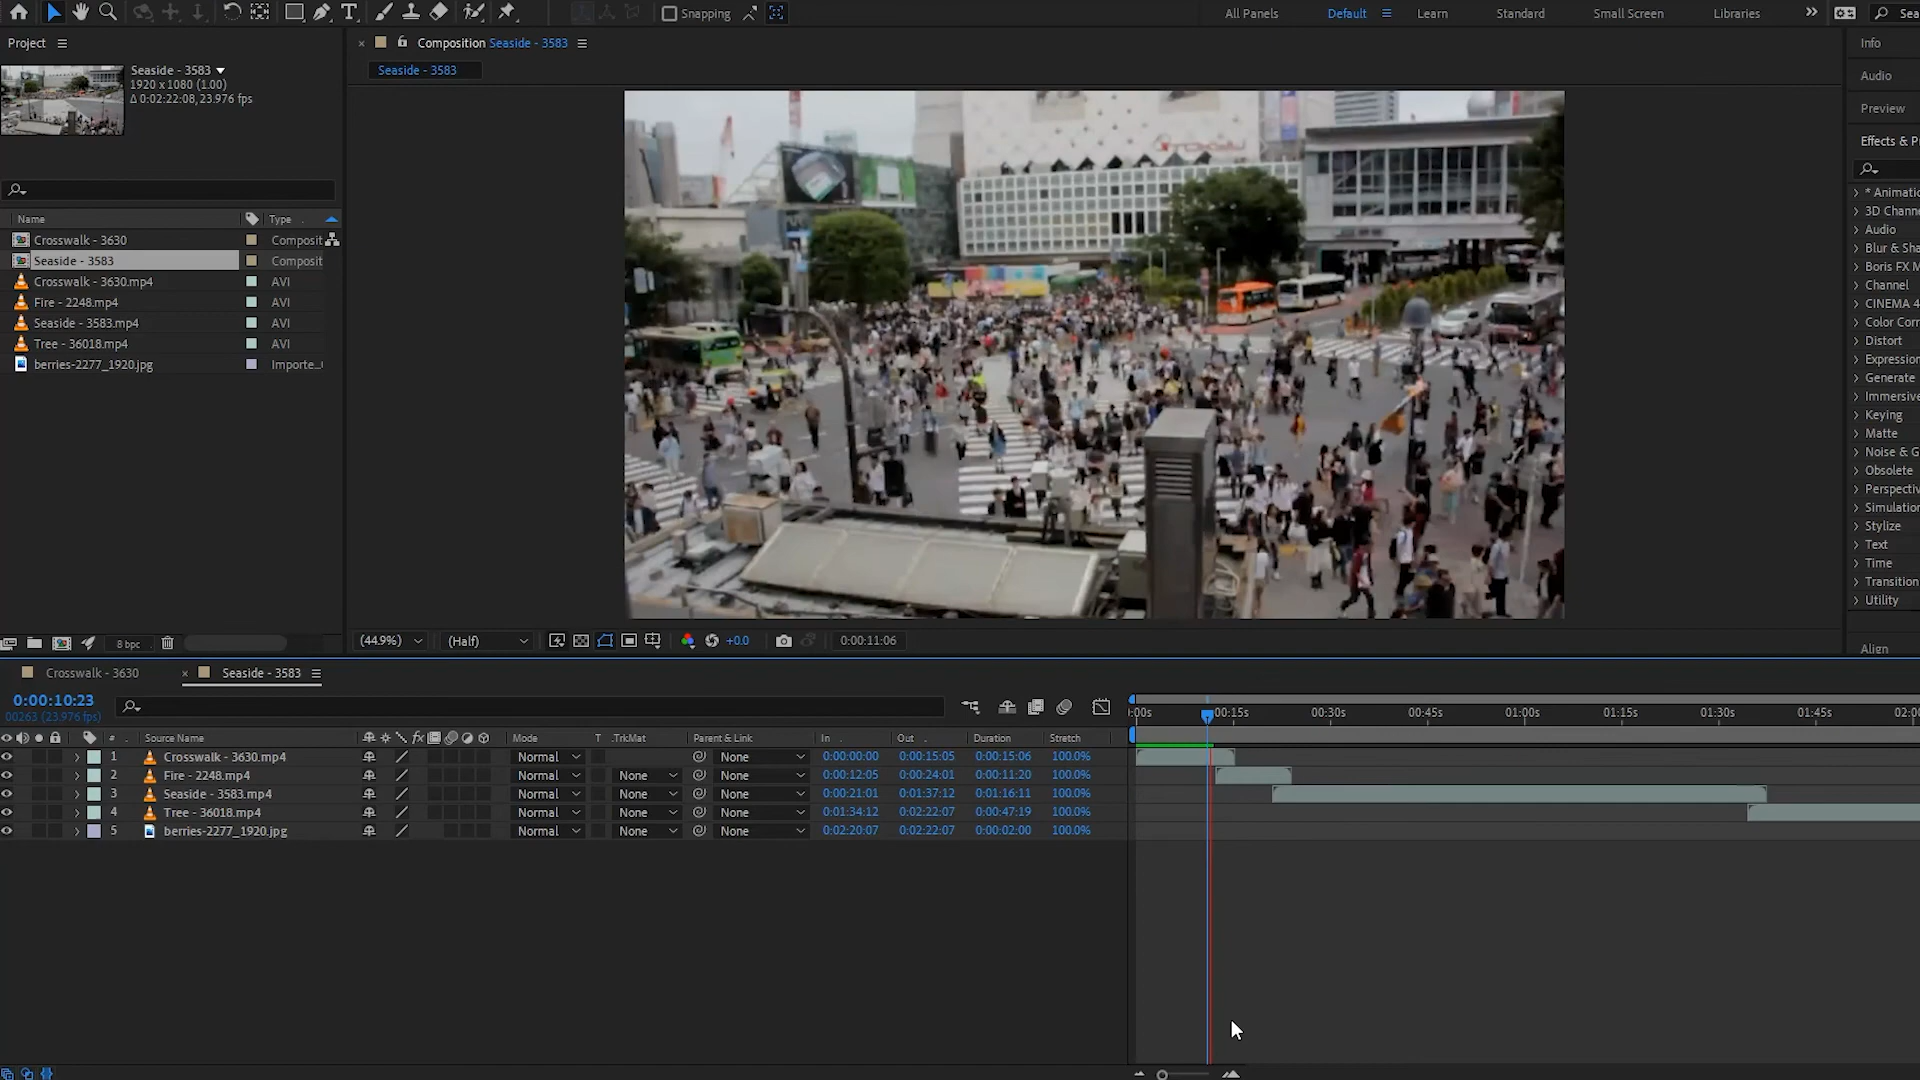 Snapping
All Panels
Default
Learn
Standard
Small Screen
Libraries
Sea
Project
Composition Seaside - 3583
Seaside - 3583
Seaside - 3583
1920 x 1080 (1.00)
Δ 0:02:22:08, 23.976 fps
Name
Type
Crosswalk - 3630
Composit
Seaside - 3583
Composit
Crosswalk - 3630.mp4
AVI
Fire - 2248.mp4
AVI
Seaside - 3583.mp4
AVI
Tree - 36018.mp4
AVI
berries-2277_1920.jpg
Importe...
8 bpc
(44.9%)
(Half)
+0.0
0:00:11:06
Info
Audio
Preview
Effects & P
* Animatio
3D Chann
Audio
Blur & Sha
Boris FX M
Channel
CINEMA 4
Color Corr
Distort
Expression
Generate
Immersive
Keying
Matte
Noise & G
Obsolete
Perspectiv
Simulation
Stylize
Text
Time
Transition
Utility
Align
Crosswalk - 3630
Seaside - 3583
0:00:10:23
00263 (23.976 fps)
:00s
00:15s
00:30s
00:45s
01:00s
01:15s
01:30s
01:45s
02:00
#
Source Name
fx
Mode
T
.TrkMat
Parent & Link
In
Out
Duration
Stretch
1 Crosswalk - 3630.mp4 Normal None 0:00:00:00 0:00:15:05 0:00:15:06 100.0%
2 Fire - 2248.mp4 Normal None None 0:00:12:05 0:00:24:01 0:00:11:20 100.0%
3 Seaside - 3583.mp4 Normal None None 0:00:21:01 0:01:37:12 0:01:16:11 100.0%
4 Tree - 36018.mp4 Normal None None 0:01:34:12 0:02:22:07 0:00:47:19 100.0%
5 berries-2277_1920.jpg Normal None None 0:02:20:07 0:02:22:07 0:00:02:00 100.0%